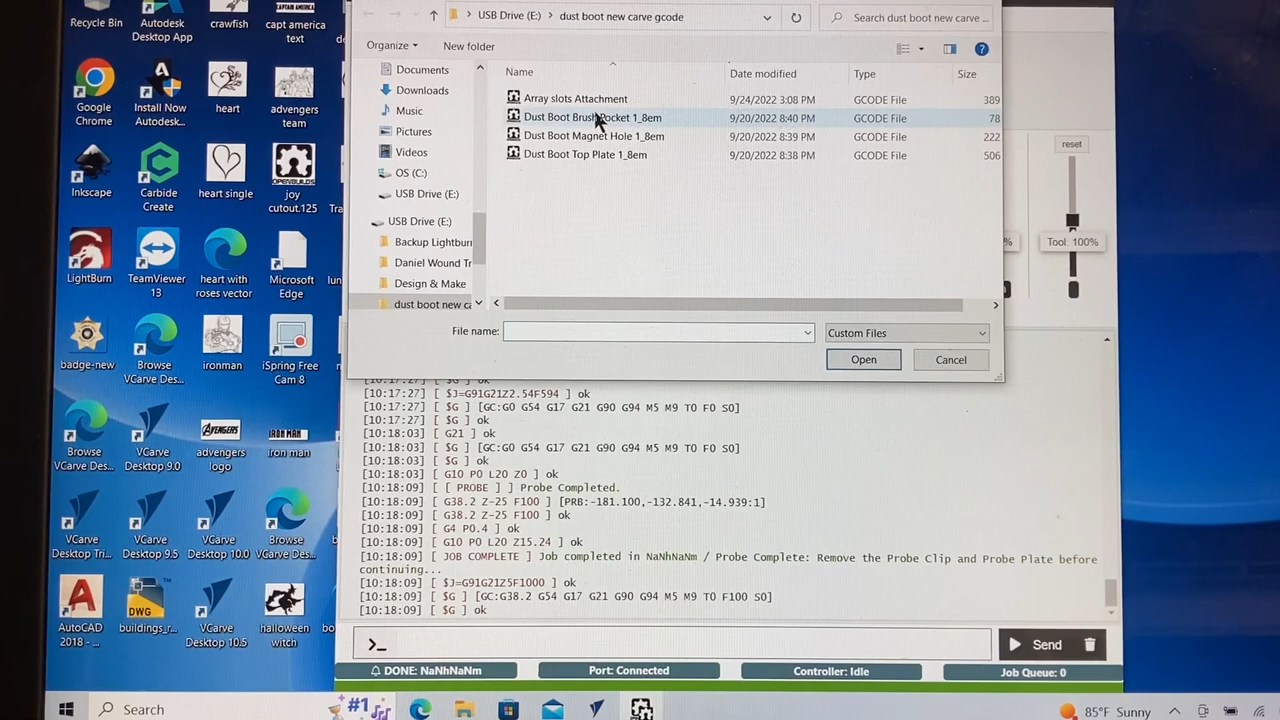 Recycle Bin
Autodesk Desktop App
crawfish
capt america text
Google Chrome
Install Now Autodesk...
heart
advengers team
Inkscape
Carbide Create
heart single
OPENBUILDS
joy cutout.125
LightBurn
TeamViewer 13
heart with roses vector
Microsoft Edge
badge-new
Browse VCarve Des...
ironman
iSpring Free Cam 8
Browse VCarve Des...
VCarve Desktop 9.0
AVENGERS
advengers logo
IRON MAN
iron man
VCarve Desktop Tri...
VCarve Desktop 9.5
VCarve Desktop 10.0
Browse VCarve Des...
AutoCAD 2018 - ...
DWG
buildings_r...
VCarve Desktop 10.5
halloween witch
USB Drive (E:) > dust boot new carve gcode
Search dust boot new carve ...
Organize
New folder
Documents
Downloads
Music
Pictures
Videos
OS (C:)
USB Drive (E:)
USB Drive (E:)
Backup Lightbur
Daniel Wound Tr
Design & Make
dust boot new ca
Name Date modified Type Size
Array slots Attachment 9/24/2022 3:08 PM GCODE File 389
Dust Boot Brush Pocket 1_8em 9/20/2022 8:40 PM GCODE File 78
Dust Boot Magnet Hole 1_8em 9/20/2022 8:39 PM GCODE File 222
Dust Boot Top Plate 1_8em 9/20/2022 8:38 PM GCODE File 506
File name:
Custom Files
Open
Cancel
reset
%
Tool: 100%
[10:17:27] [ $G ] ok
[10:17:27] [ $J=G91G21Z2.54F594 ] ok
[10:17:27] [ $G ] [GC:G0 G54 G17 G21 G90 G94 M5 M9 T0 F0 S0]
[10:17:27] [ $G ] ok
[10:18:03] [ G21 ] ok
[10:18:03] [ $G ] [GC:G0 G54 G17 G21 G90 G94 M5 M9 T0 F0 S0]
[10:18:03] [ $G ] ok
[10:18:03] [ G10 P0 L20 Z0 ] ok
[10:18:09] [ [ PROBE ] ] Probe Completed.
[10:18:09] [ G38.2 Z-25 F100 ] [PRB:-181.100,-132.841,-14.939:1]
[10:18:09] [ G38.2 Z-25 F100 ] ok
[10:18:09] [ G4 P0.4 ] ok
[10:18:09] [ G10 P0 L20 Z15.24 ] ok
[10:18:09] [ JOB COMPLETE ] Job completed in NaNhNaNm / Probe Complete: Remove the Probe Clip and Probe Plate before
continuing...
[10:18:09] [ $J=G91G21Z5F1000 ] ok
[10:18:09] [ $G ] [GC:G38.2 G54 G17 G21 G90 G94 M5 M9 T0 F100 S0]
[10:18:09] [ $G ] ok
>_
Send
DONE: NaNhNaNm
Port: Connected
Controller: Idle
Job Queue: 0
Search
#1
85°F Sunny